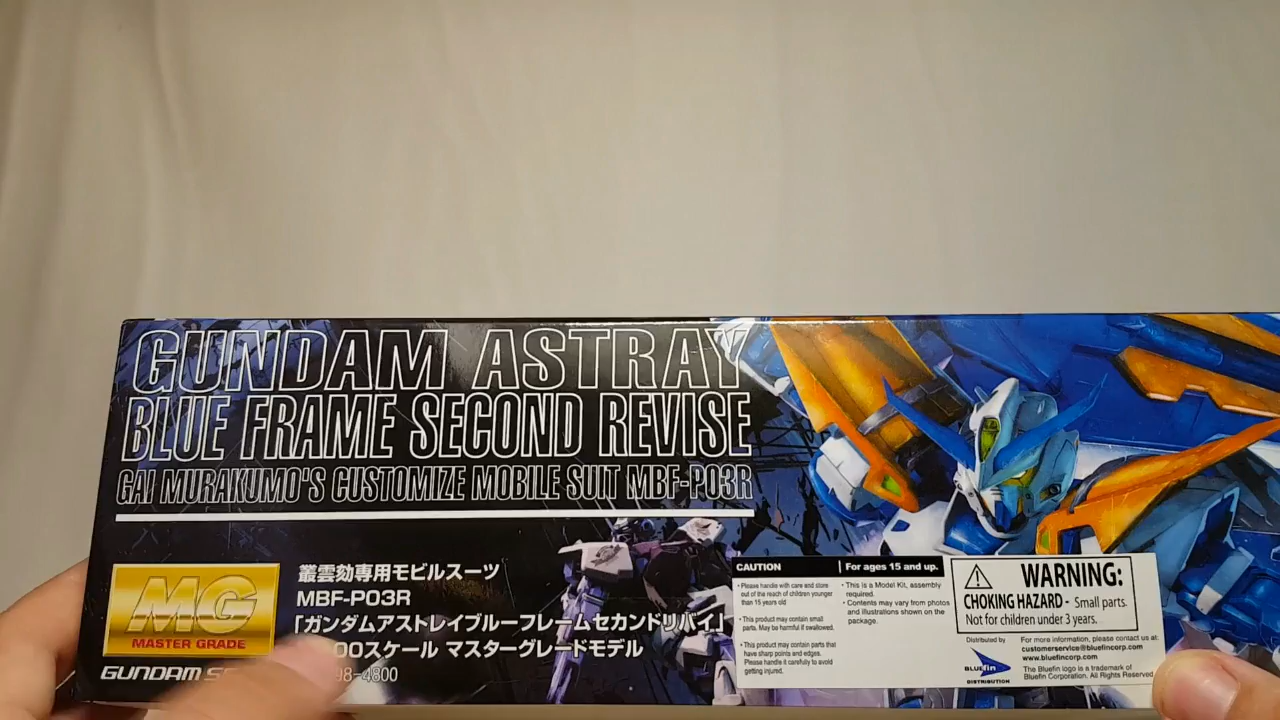 GUNDAM ASTRAY
BLUE FRAME SECOND REVISE
GAI MURAKUMO'S CUSTOMIZE MOBILE SUIT MBF-P03R
MG
MASTER GRADE
GUNDAM
叢雲劾専用モビルスーツ
MBF-P03R
「ガンダムアストレイブルーフレームセカンドリバイ」
00スケール マスターグレードモデル
98-4800
CAUTION
For ages 15 and up.
・Please handle with care and store
out of the reach of children younger
than 15 years old
・This product may contain small
parts. May be harmful if swallowed.
・This product may contain parts that
have sharp points and edges.
Please handle it carefully to avoid
getting injured.
・This is a Model Kit, assembly
required.
・Contents may vary from photos
and illustrations shown on the
package.
WARNING:
CHOKING HAZARD - Small parts.
Not for children under 3 years.
Distributed by
BLUEfin
DISTRIBUTION
For more information, please contact us at:
customerservice@bluefincorp.com
www.bluefincorp.com
The Bluefin logo is a trademark of
Bluefin Corporation. All Rights Reserved